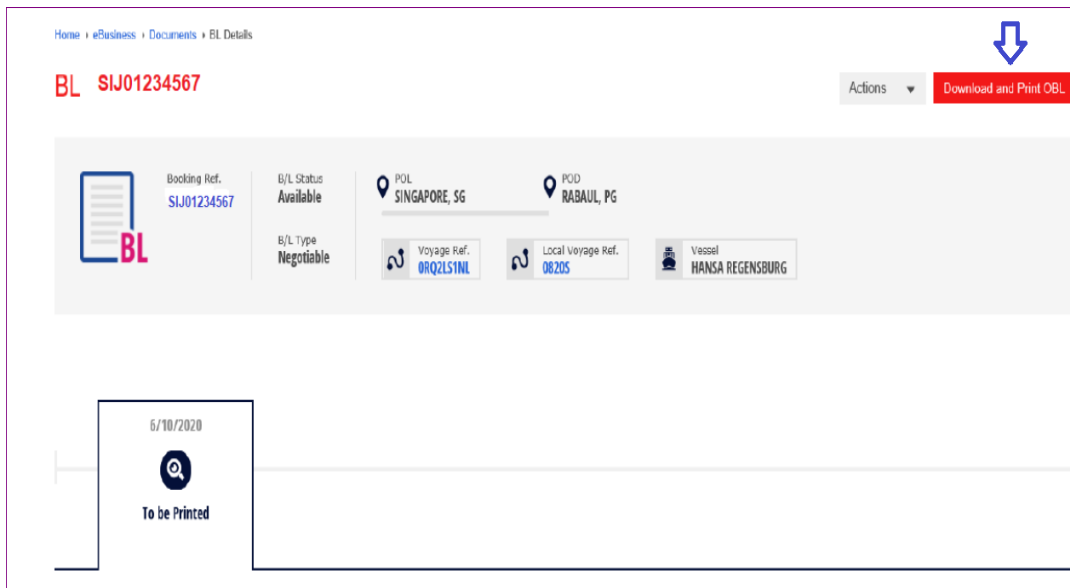 Home › eBusiness › Documents › BL Details
BL SIJ01234567
Actions
Download and Print OBL
BL
Booking Ref.
SIJ01234567
B/L Status
Available
B/L Type
Negotiable
POL
SINGAPORE, SG
POD
RABAUL, PG
Voyage Ref.
0RQ2LS1NL
Local Voyage Ref.
0820S
Vessel
HANSA REGENSBURG
6/10/2020
To be Printed